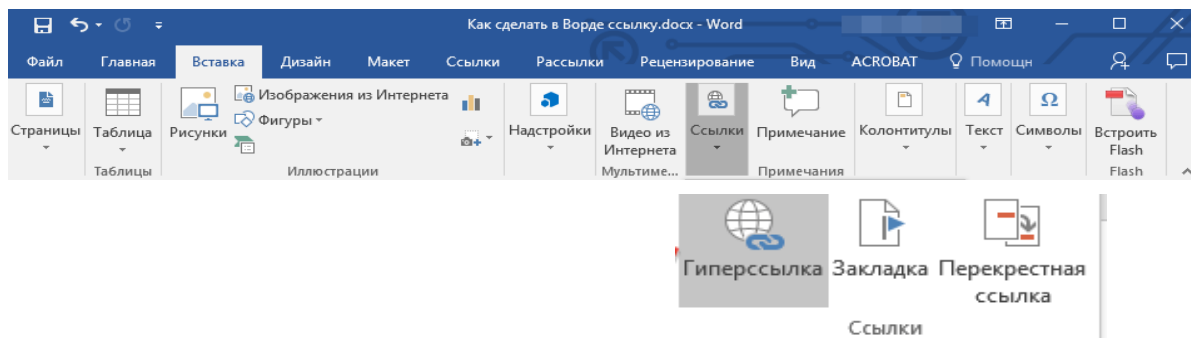 Как сделать в Ворде ссылку.docx - Word
Файл Главная Вставка Дизайн Макет Ссылки Рассылки Рецензирование Вид ACROBAT Помощн
Страницы Таблица Рисунки Изображения из Интернета Фигуры Надстройки Видео из Интернета Ссылки Примечание Колонтитулы Текст Символы Встроить Flash
Таблицы Иллюстрации Мультиме... Примечания Flash
Гиперссылка Закладка Перекрестная
ссылка
Ссылки